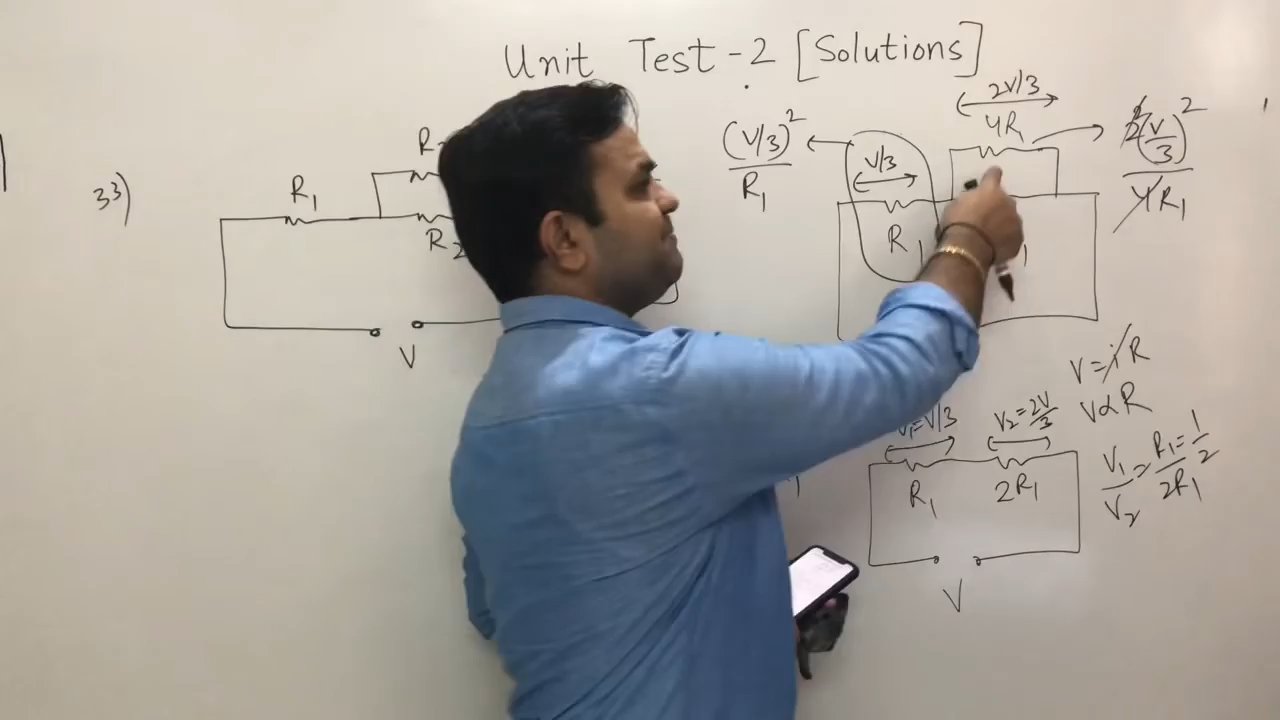 Unit Test - 2 [Solutions]
33)
R₁
R
R₂
V
(V/3)²
R₁
V/3
R₁
2V/3
4R₁
4(V/3)²
4R₁
V = iR
V ∝ R
V₁/V₂ = R₁/2R₁ = 1/2
V₁ = V/3
V₂ = 2V/3
R₁
2R₁
V